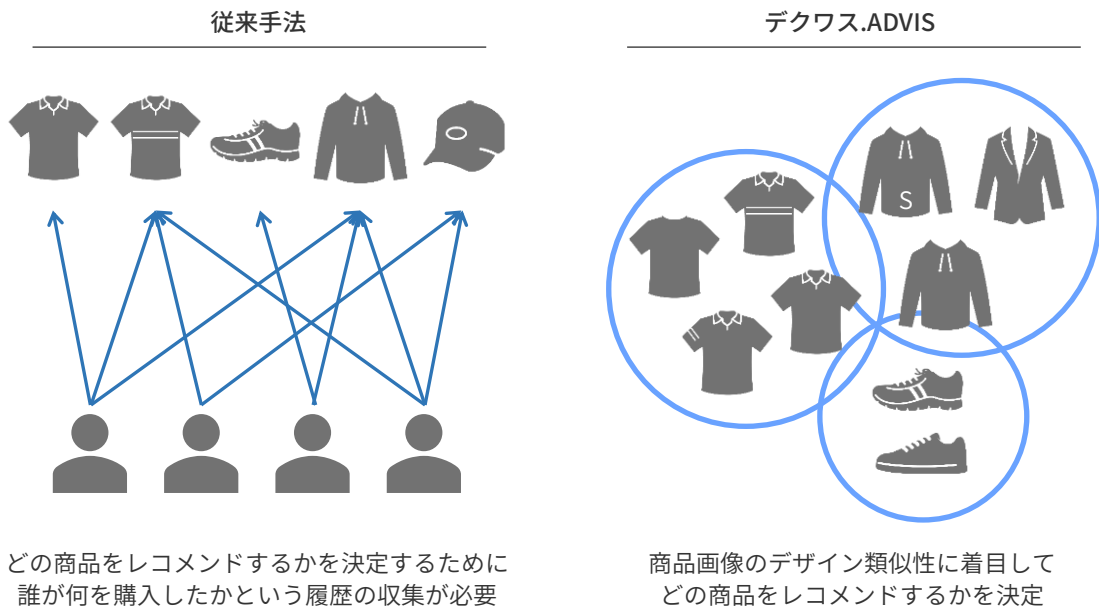 従来手法
どの商品をレコメンドするかを決定するために
誰が何を購入したかという履歴の収集が必要
デクワス.ADVIS
S
商品画像のデザイン類似性に着目して
どの商品をレコメンドするかを決定